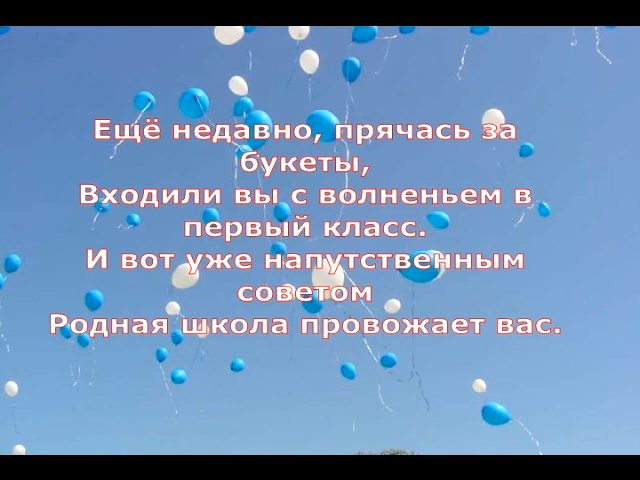 Ещё недавно, прячась за
букеты,
Входили вы с волненьем в
первый класс.
И вот уже напутственным
советом
Родная школа провожает вас.